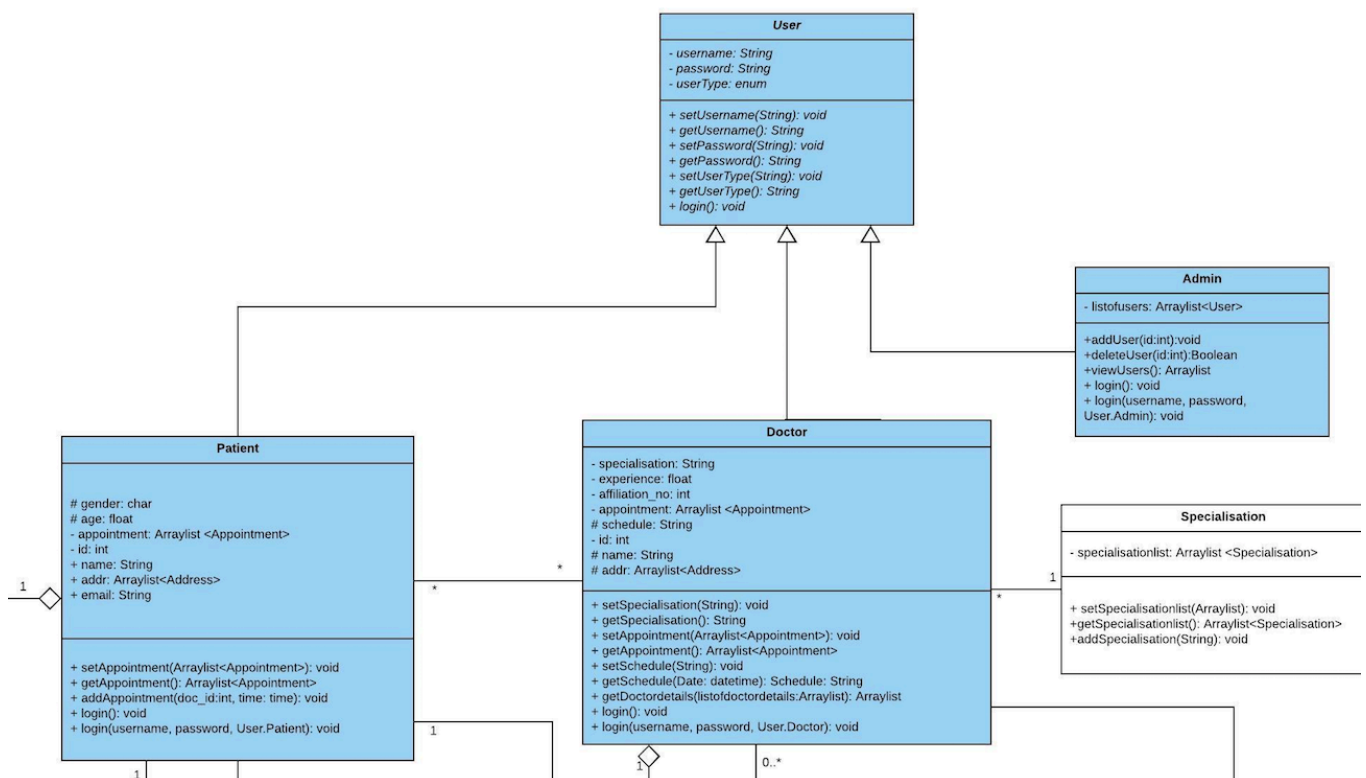 User
- username: String
- password: String
- userType: enum
+ setUsername(String): void
+ getUsername(): String
+ setPassword(String): void
+ getPassword(): String
+ setUserType(String): void
+ getUserType(): String
+ login(): void
Admin
- listofusers: Arraylist<User>
+addUser(id:int):void
+deleteUser(id:int):Boolean
+viewUsers(): Arraylist
+ login(): void
+ login(username, password,
User.Admin): void
Patient
# gender: char
# age: float
- appointment: Arraylist <Appointment>
- id: int
+ name: String
+ addr: Arraylist<Address>
+ email: String
+ setAppointment(Arraylist<Appointment>): void
+ getAppointment(): Arraylist<Appointment>
+ addAppointment(doc_id:int, time: time): void
+ login(): void
+ login(username, password, User.Patient): void
1
1
1
*
*
Doctor
- specialisation: String
- experience: float
- affiliation_no: int
- appointment: Arraylist <Appointment>
# schedule: String
- id: int
# name: String
# addr: Arraylist<Address>
+ setSpecialisation(String): void
+ getSpecialisation(): String
+ setAppointment(Arraylist<Appointment>): void
+ getAppointment(): Arraylist<Appointment>
+ setSchedule(String): void
+ getSchedule(Date: datetime): Schedule: String
+ getDoctordetails(listofdoctordetails:Arraylist): Arraylist
+ login(): void
+ login(username, password, User.Doctor): void
1
0..*
*
1
Specialisation
- specialisationlist: Arraylist <Specialisation>
+ setSpecialisationlist(Arraylist): void
+getSpecialisationlist(): Arraylist<Specialisation>
+addSpecialisation(String): void